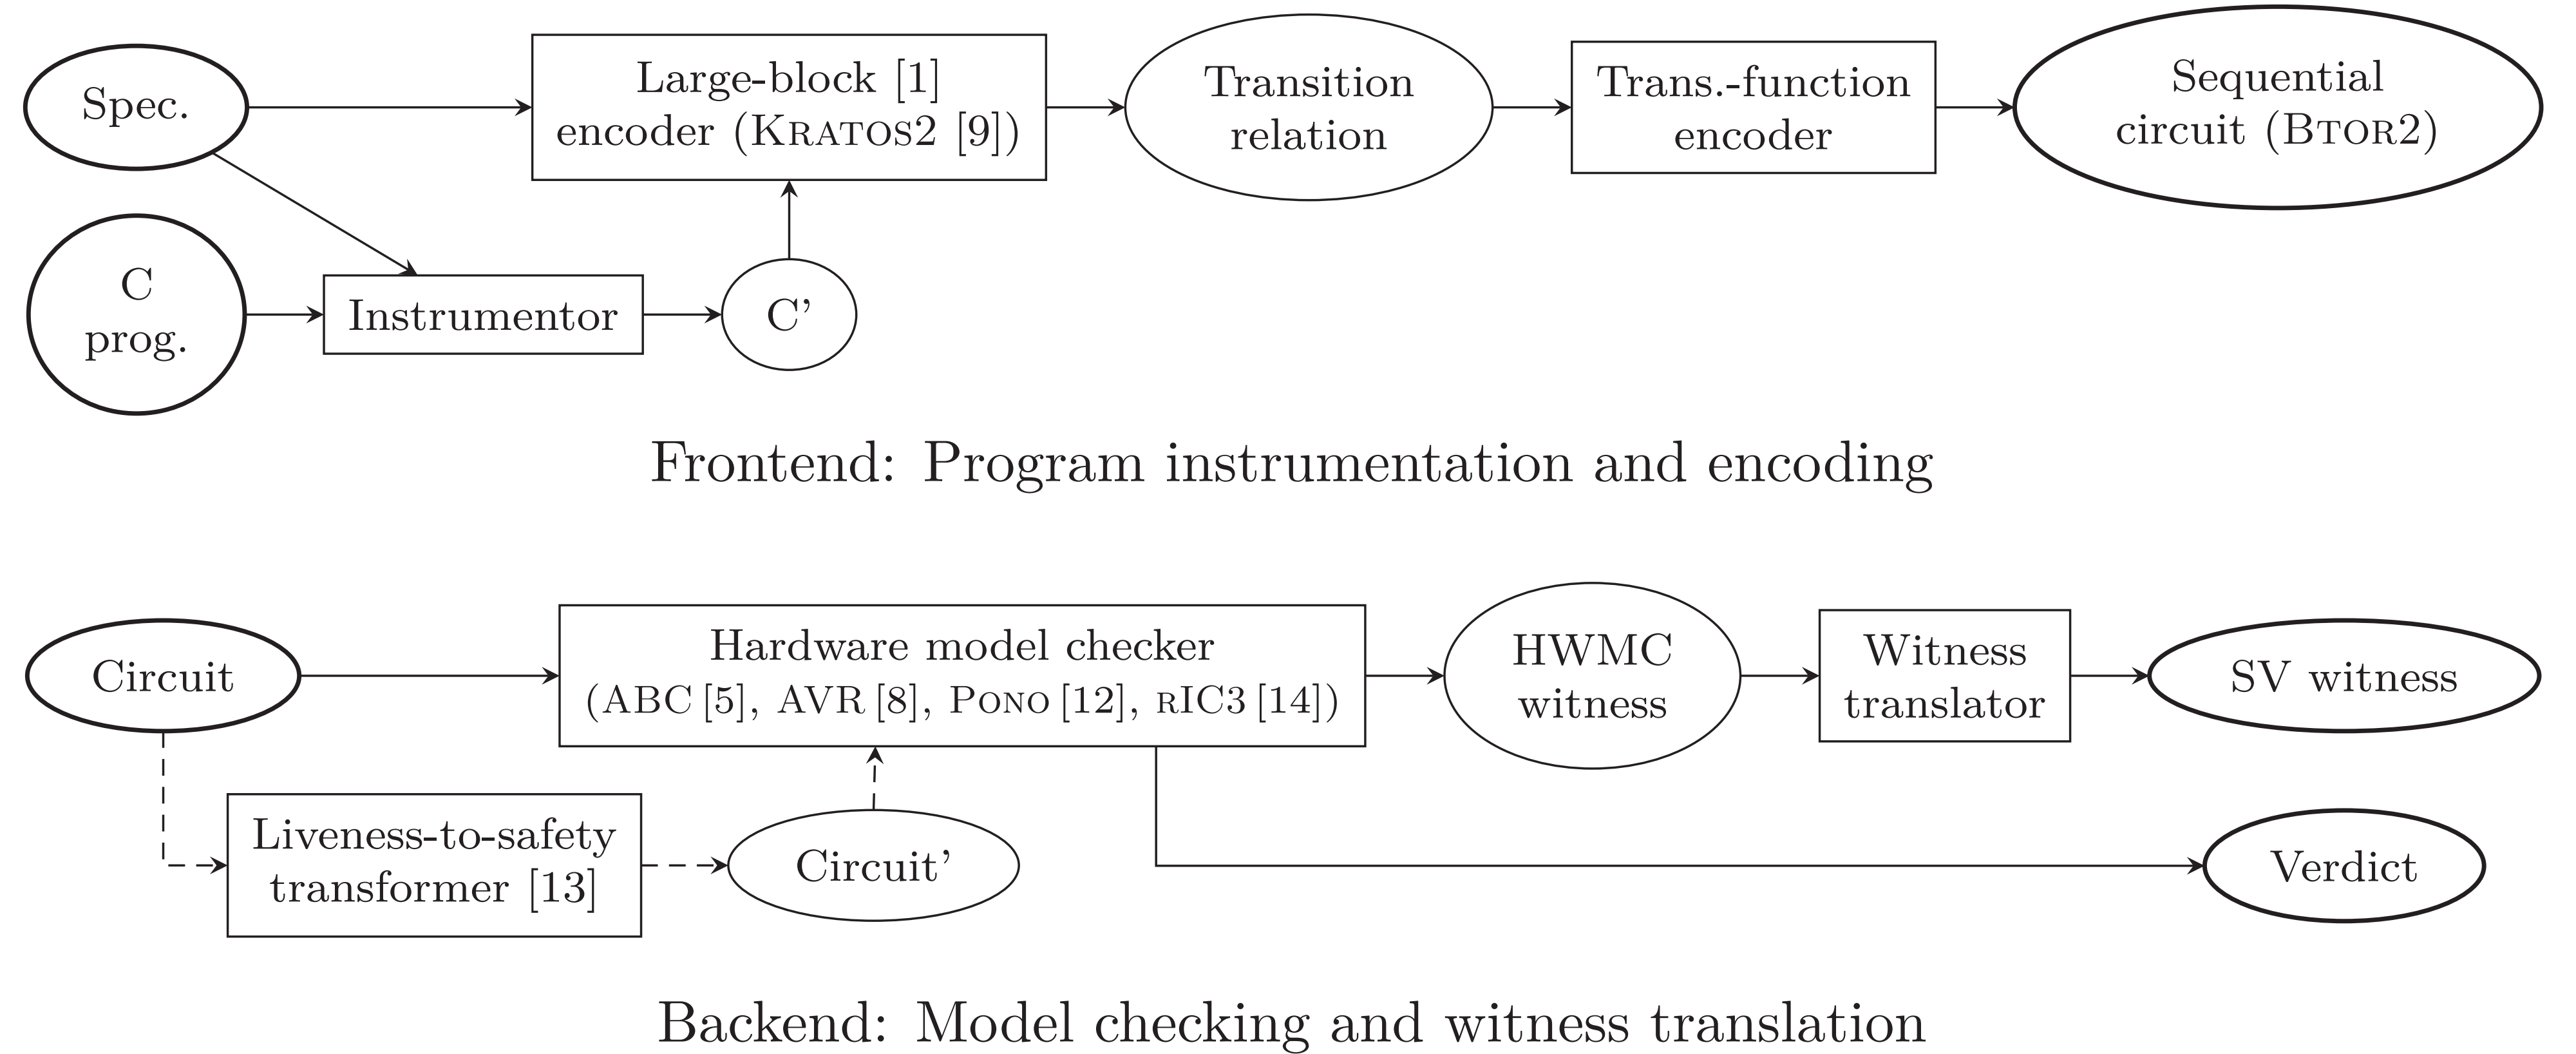 Spec.
Large-block [1]
encoder (KRATOS2 [9])
Transition
relation
Trans.-function
encoder
Sequential
circuit (BTOR2)
C
prog.
Instrumentor
C'
Frontend: Program instrumentation and encoding
Circuit
Hardware model checker
(ABC [5], AVR [8], PONO [12], RIC3 [14])
HWMC
witness
Witness
translator
SV witness
Liveness-to-safety
transformer [13]
Circuit'
Verdict
Backend: Model checking and witness translation